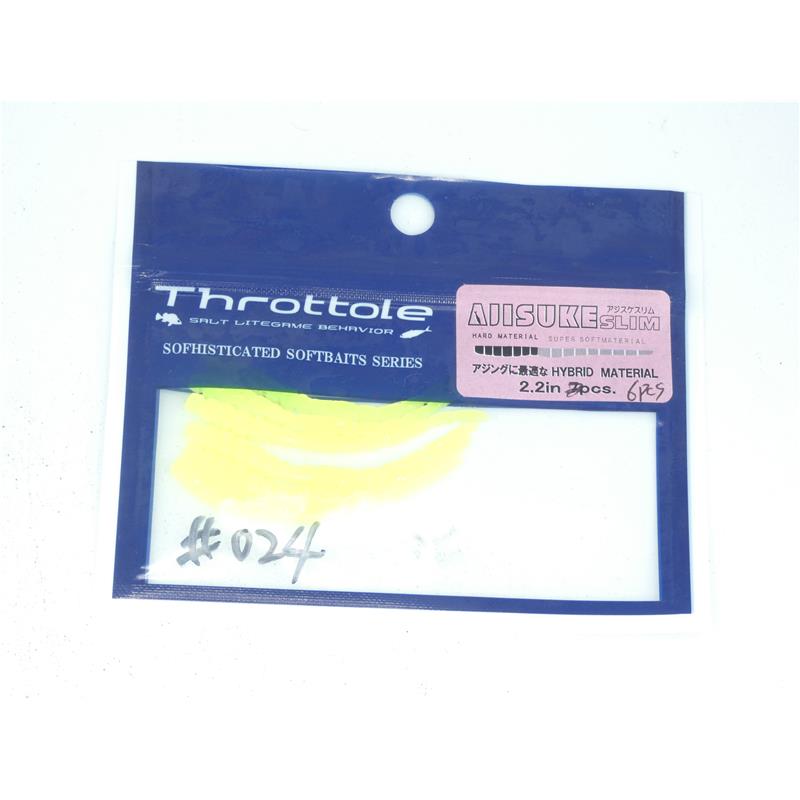 Throttole
SALT LITEGAME BEHAVIOR
SOFHISTICATED SOFTBAITS SERIES
アジスケスリム
AJISUKE SLIM
HARD MATERIAL SUPER SOFTMATERIAL
アジングに最適な HYBRID MATERIAL
2.2in pcs. 6pcs
#024